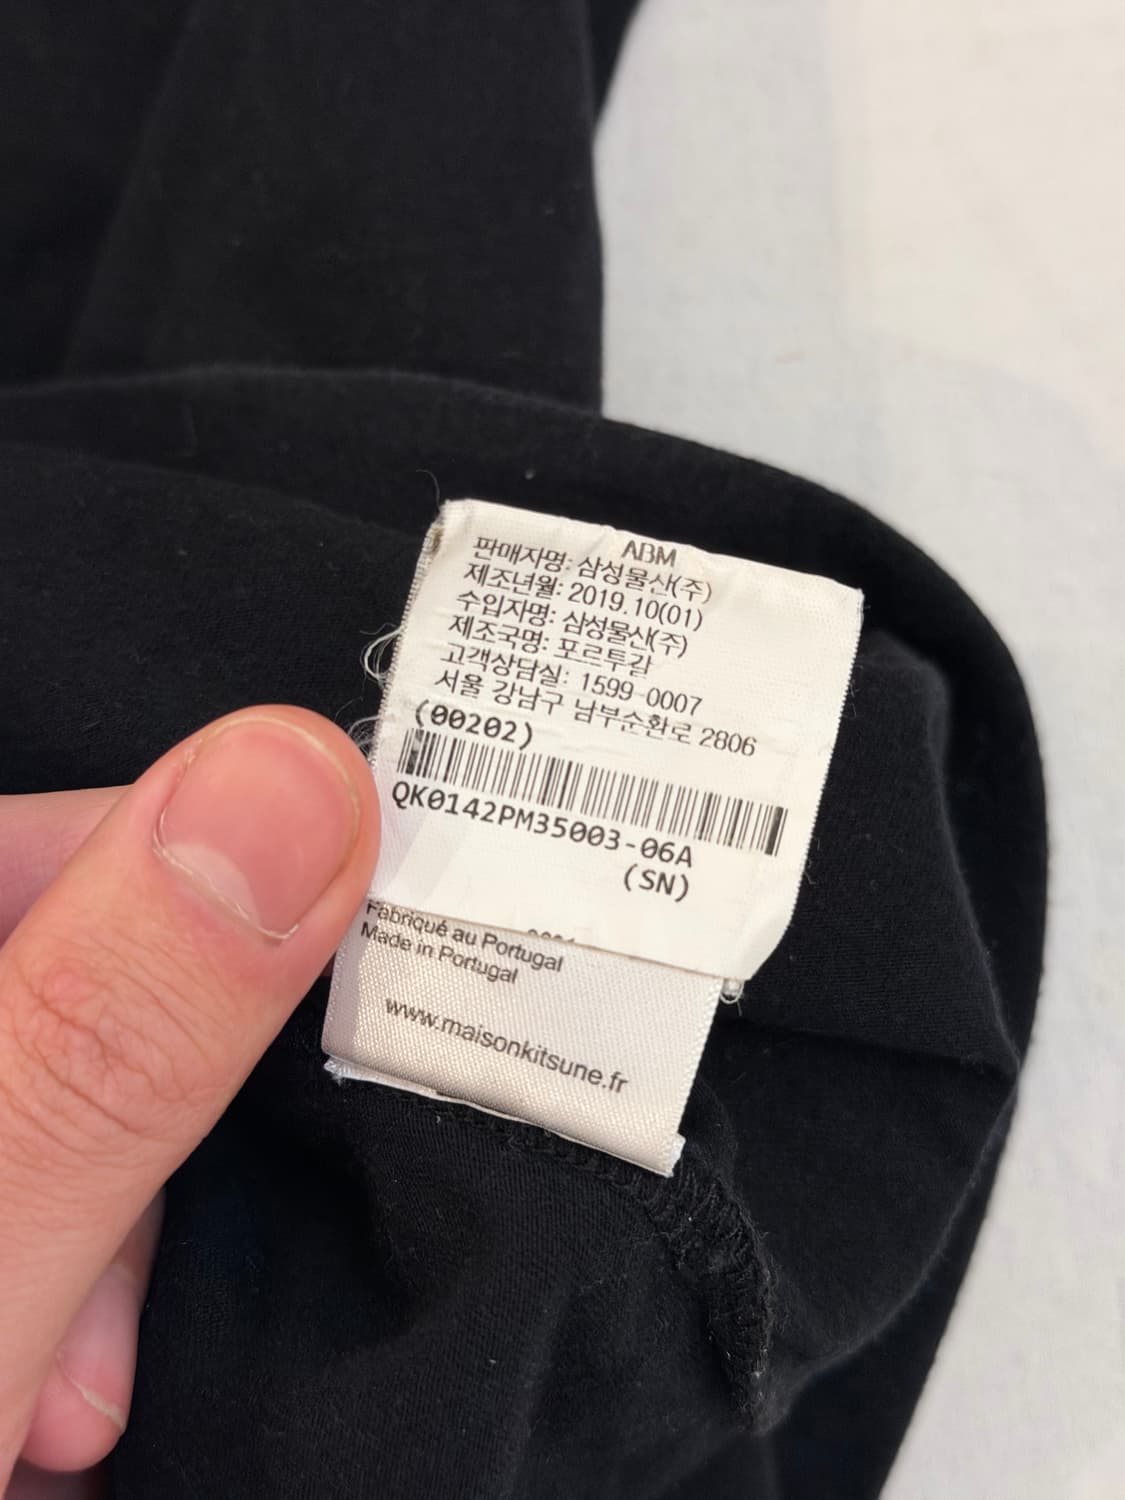 ABM
판매자명: 삼성물산(주)
제조년월: 2019.10(01)
수입자명: 삼성물산(주)
제조국명: 포르투갈
고객상담실: 1599-0007
서울 강남구 남부순환로 2806
(00202)
QK0142PM35003-06A
(SN)
Fabriqué au Portugal
Made in Portugal
www.maisonkitsune.fr